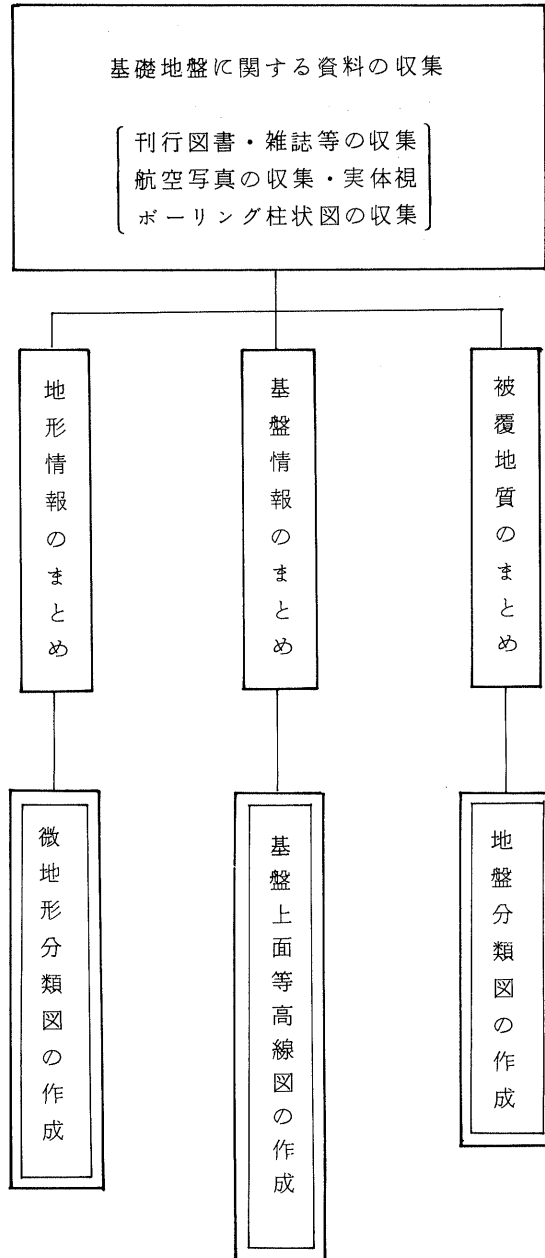 基礎地盤に関する資料の収集
刊行図書・雑誌等の収集
航空写真の収集・実体視
ボーリング柱状図の収集
地形情報のまとめ
基盤情報のまとめ
被覆地質のまとめ
微地形分類図の作成
基盤上面等高線図の作成
地盤分類図の作成